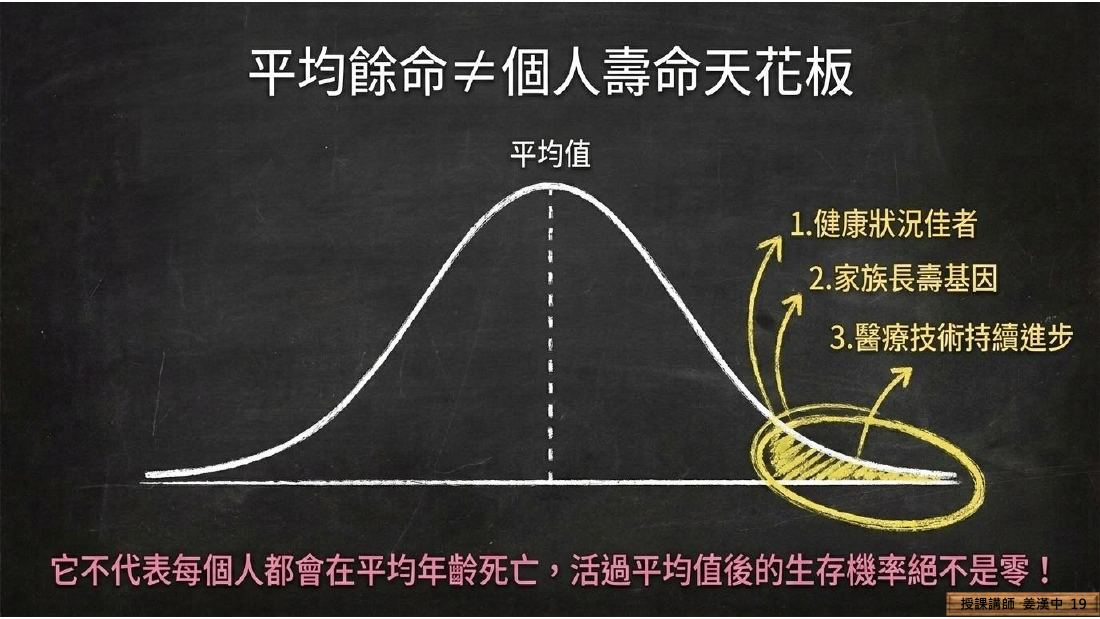 平均餘命≠個人壽命天花板
平均值
1.健康狀況佳者
2.家族長壽基因
3.醫療技術持續進步
它不代表每個人都會在平均年齡死亡，活過平均值後的生存機率絕不是零！
授課講師 姜漢中 19